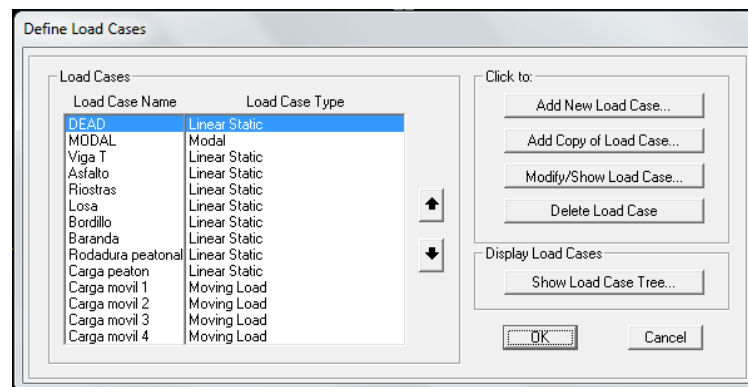 Define Load Cases
Load Cases
Load Case Name Load Case Type
DEAD Linear Static
MODAL Modal
Viga T Linear Static
Asfalto Linear Static
Riostras Linear Static
Losa Linear Static
Bordillo Linear Static
Baranda Linear Static
Rodadura peatonal Linear Static
Carga peaton Linear Static
Carga movil 1 Moving Load
Carga movil 2 Moving Load
Carga movil 3 Moving Load
Carga movil 4 Moving Load
Click to:
Add New Load Case...
Add Copy of Load Case...
Modify/Show Load Case...
Delete Load Case
Display Load Cases
Show Load Case Tree...
OK Cancel